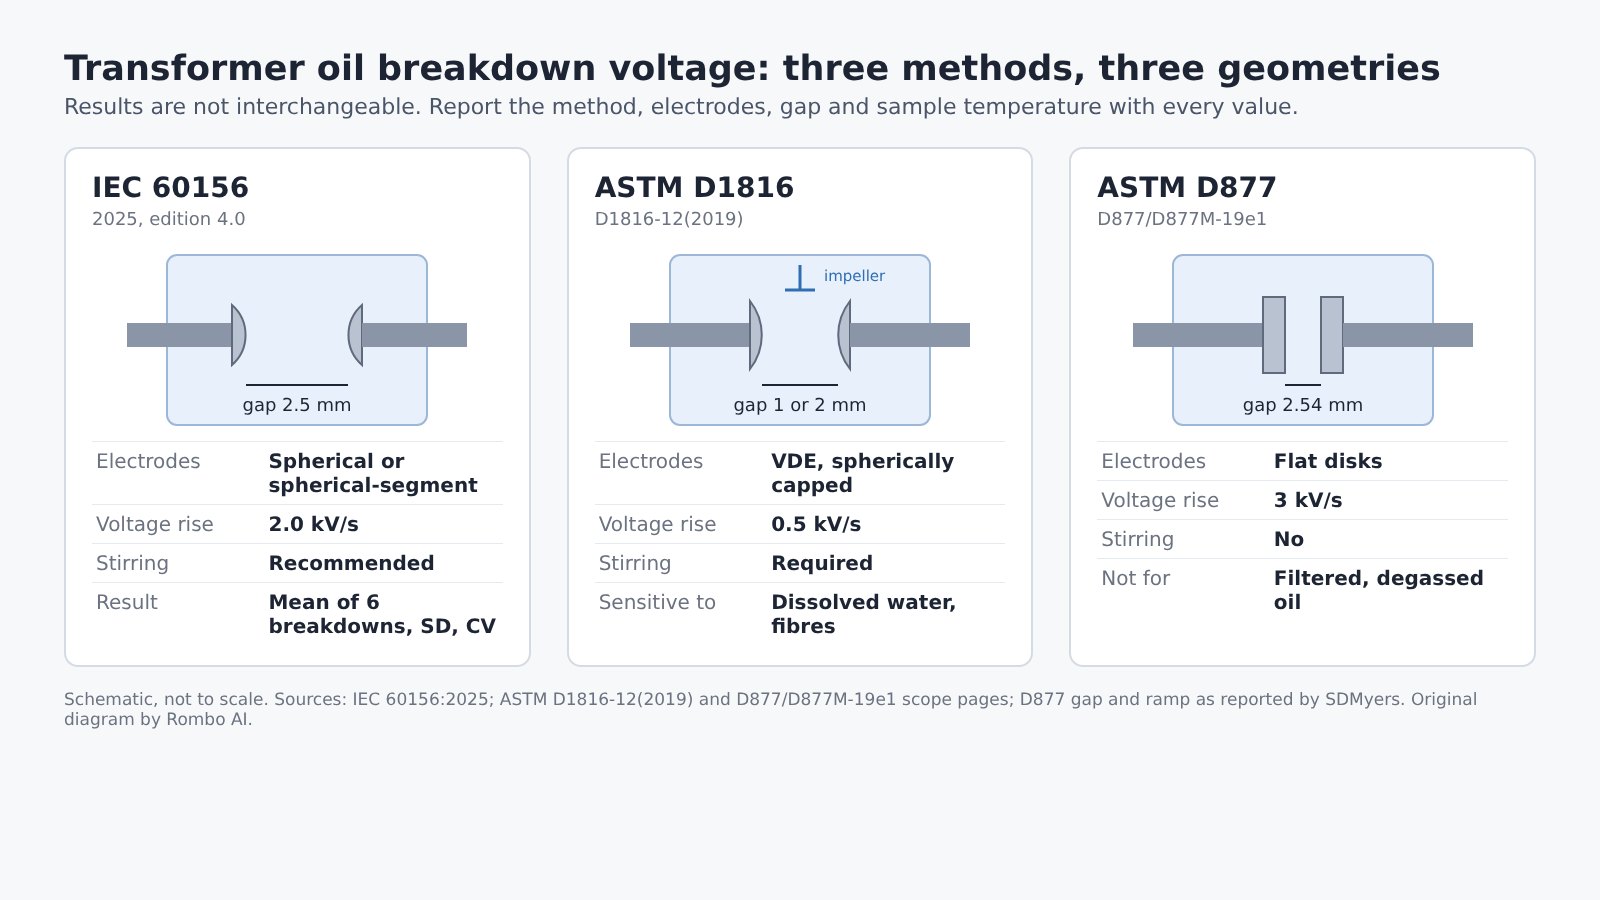 Transformer oil breakdown voltage: three methods, three geometries
Results are not interchangeable. Report the method, electrodes, gap and sample temperature with every value.
IEC 60156
2025, edition 4.0
gap 2.5 mm
Electrodes
Spherical or
spherical-segment
Voltage rise
2.0 kV/s
Stirring
Recommended
Result
Mean of 6
breakdowns, SD, CV
ASTM D1816
D1816-12(2019)
impeller
gap 1 or 2 mm
Electrodes
VDE, spherically
capped
Voltage rise
0.5 kV/s
Stirring
Required
Sensitive to
Dissolved water,
fibres
ASTM D877
D877/D877M-19e1
gap 2.54 mm
Electrodes
Flat disks
Voltage rise
3 kV/s
Stirring
No
Not for
Filtered, degassed
oil
Schematic, not to scale. Sources: IEC 60156:2025; ASTM D1816-12(2019) and D877/D877M-19e1 scope pages; D877 gap and ramp as reported by SDMyers. Original
diagram by Rombo AI.